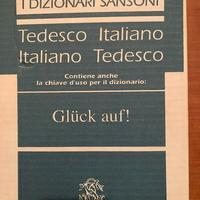 I DIZIONARI SANSONI
Tedesco Italiano
Italiano Tedesco
Contiene anche
la chiave d'uso per il dizionario:
Glück auf!